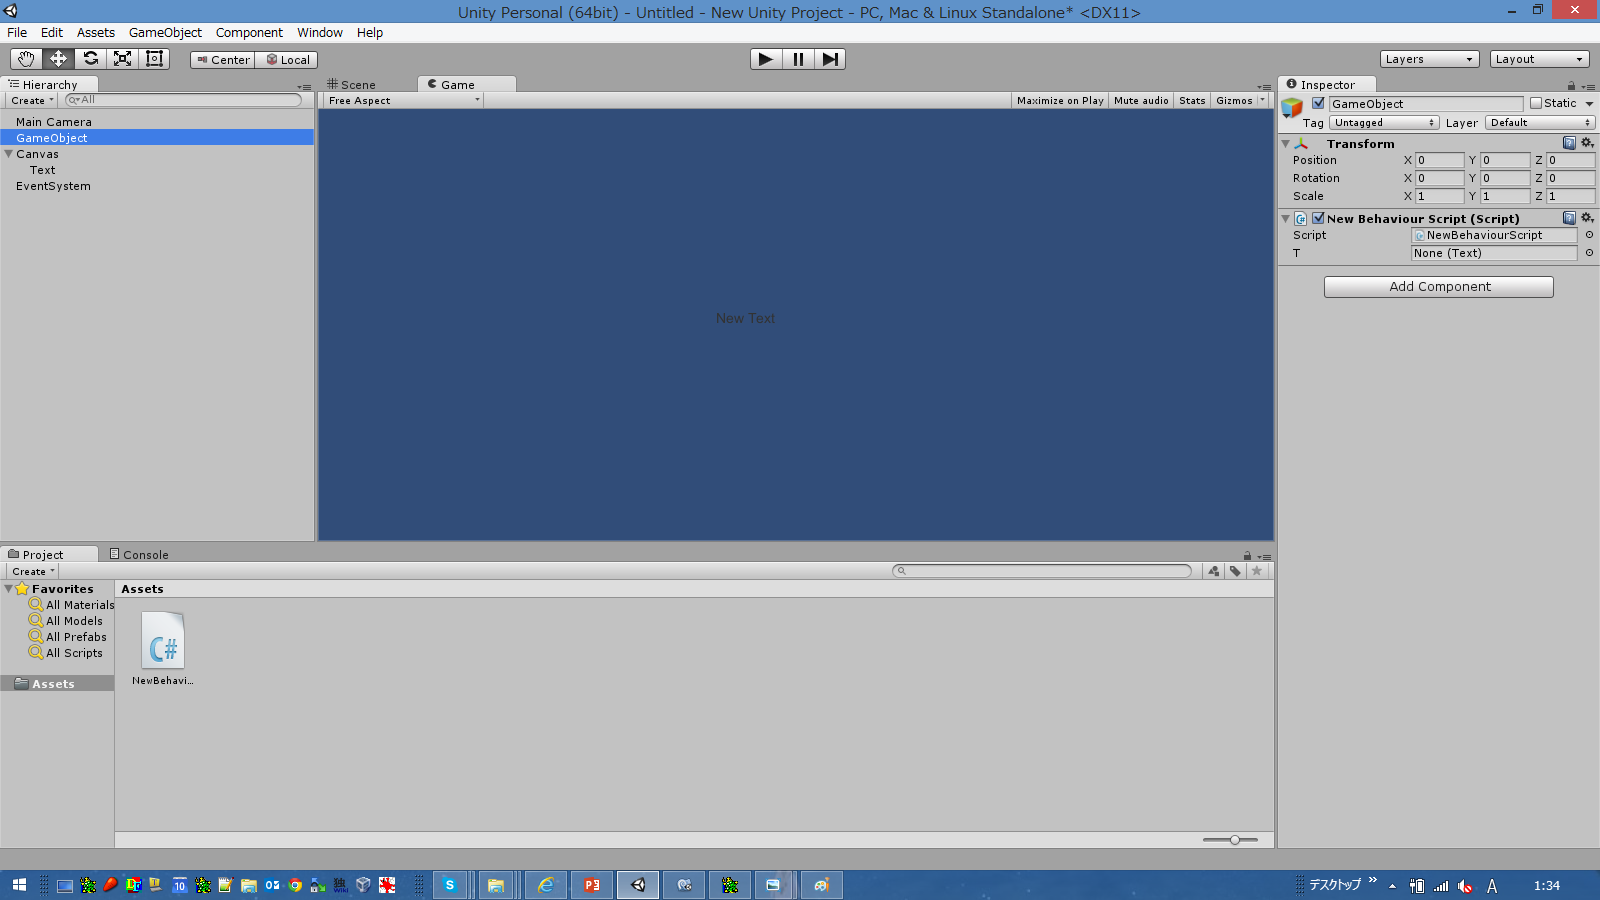 Unity Personal (64bit) - Untitled - New Unity Project - PC, Mac & Linux Standalone* <DX11>
File Edit Assets GameObject Component Window Help
Center Local Layers Layout
Hierarchy
Create All
Main Camera
GameObject
Canvas
Text
EventSystem
Scene Game
Free Aspect Maximize on Play Mute audio Stats Gizmos
New Text
Inspector
GameObject Static
Tag Untagged Layer Default
Transform
Position X 0 Y 0 Z 0
Rotation X 0 Y 0 Z 0
Scale X 1 Y 1 Z 1
New Behaviour Script (Script)
Script NewBehaviourScript
T None (Text)
Add Component
Project Console
Create
Favorites
All Materials
All Models
All Prefabs
All Scripts
Assets
Assets
C#
NewBehavi...
デスクトップ A 1:34